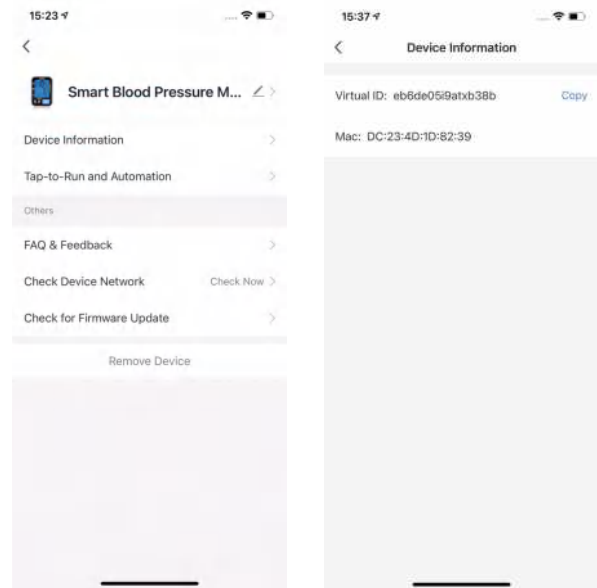 15:23
Smart Blood Pressure M...
Device Information
Tap-to-Run and Automation
Others
FAQ & Feedback
Check Device Network Check Now
Check for Firmware Update
Remove Device
15:37
Device Information
Virtual ID: eb6de05i9atxb38b Copy
Mac: DC:23:4D:1D:82:39